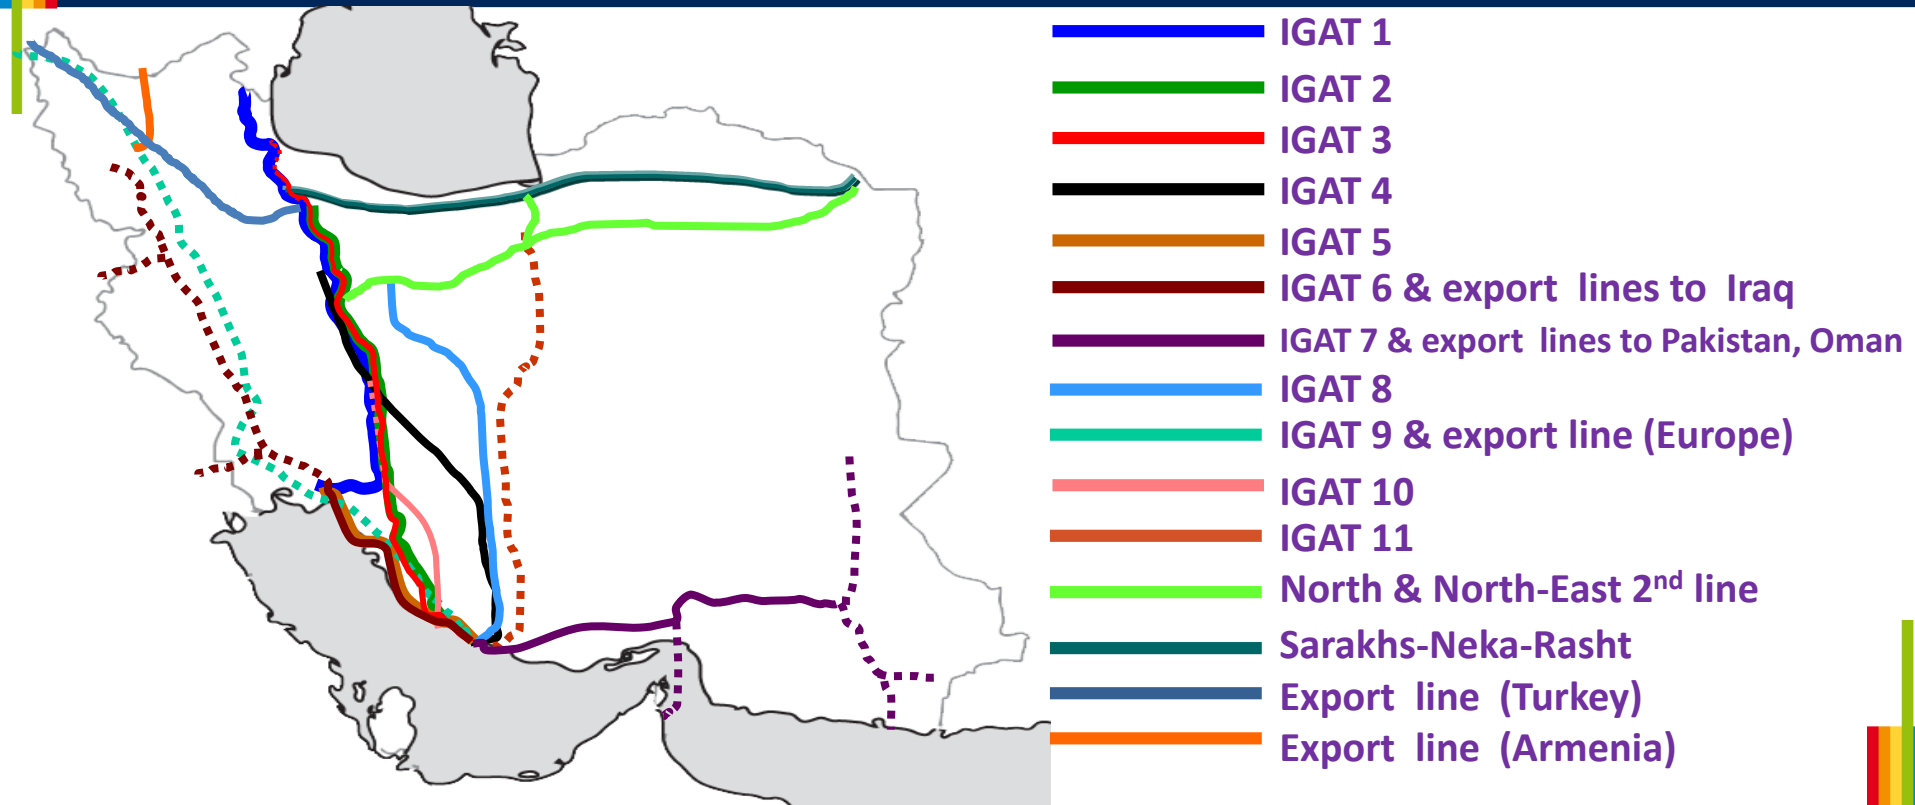 IGAT 1
IGAT 2
IGAT 3
IGAT 4
IGAT 5
IGAT 6 & export lines to Iraq
IGAT 7 & export lines to Pakistan, Oman
IGAT 8
IGAT 9 & export line (Europe)
IGAT 10
IGAT 11
North & North-East 2nd line
Sarakhs-Neka-Rasht
Export line (Turkey)
Export line (Armenia)